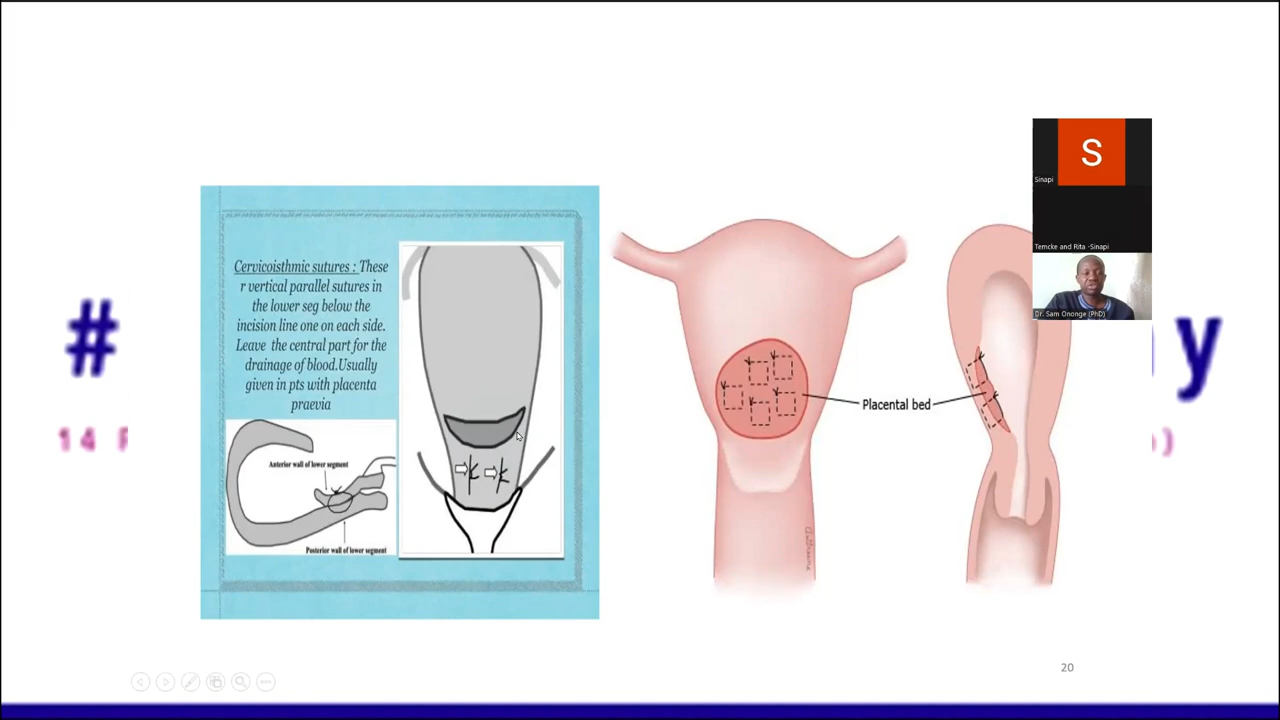 Cervicoisthmic sutures : These
r vertical parallel sutures in
the lower seg below the
incision line one on each side.
Leave the central part for the
drainage of blood.Usually
given in pts with placenta
praevia
Anterior wall of lower segment
Posterior wall of lower segment
Placental bed
S
Sinapi
Temcke and Rita -Sinapi
Dr. Sam Ononge (PhD)
#
y
14 F
)
20